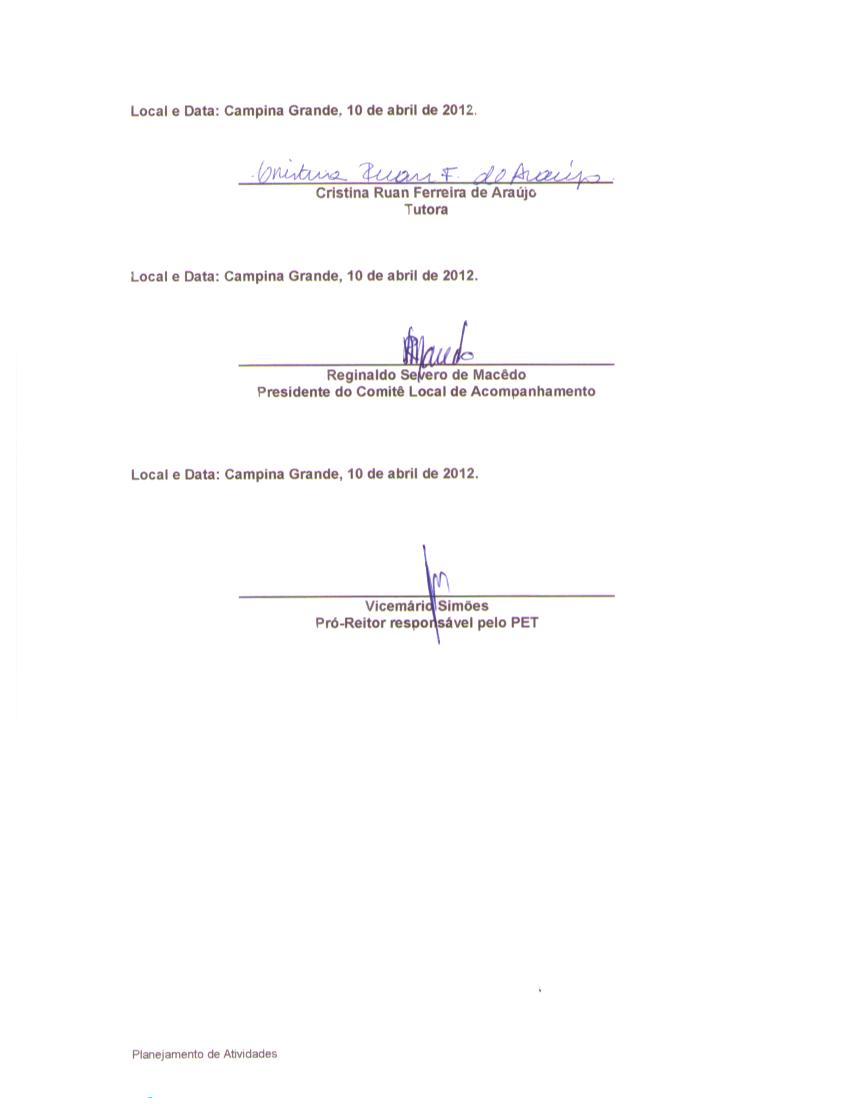 Local e Data: Campina Grande, 10 de abril de 2012.
Cristina Ruan F. de Araújo
Cristina Ruan Ferreira de Araújo
Tutora
Local e Data: Campina Grande, 10 de abril de 2012.
Macedo
Reginaldo Severo de Macêdo
Presidente do Comitê Local de Acompanhamento
Local e Data: Campina Grande, 10 de abril de 2012.
Vicemário Simões
Pró-Reitor responsável pelo PET
Planejamento de Atividades